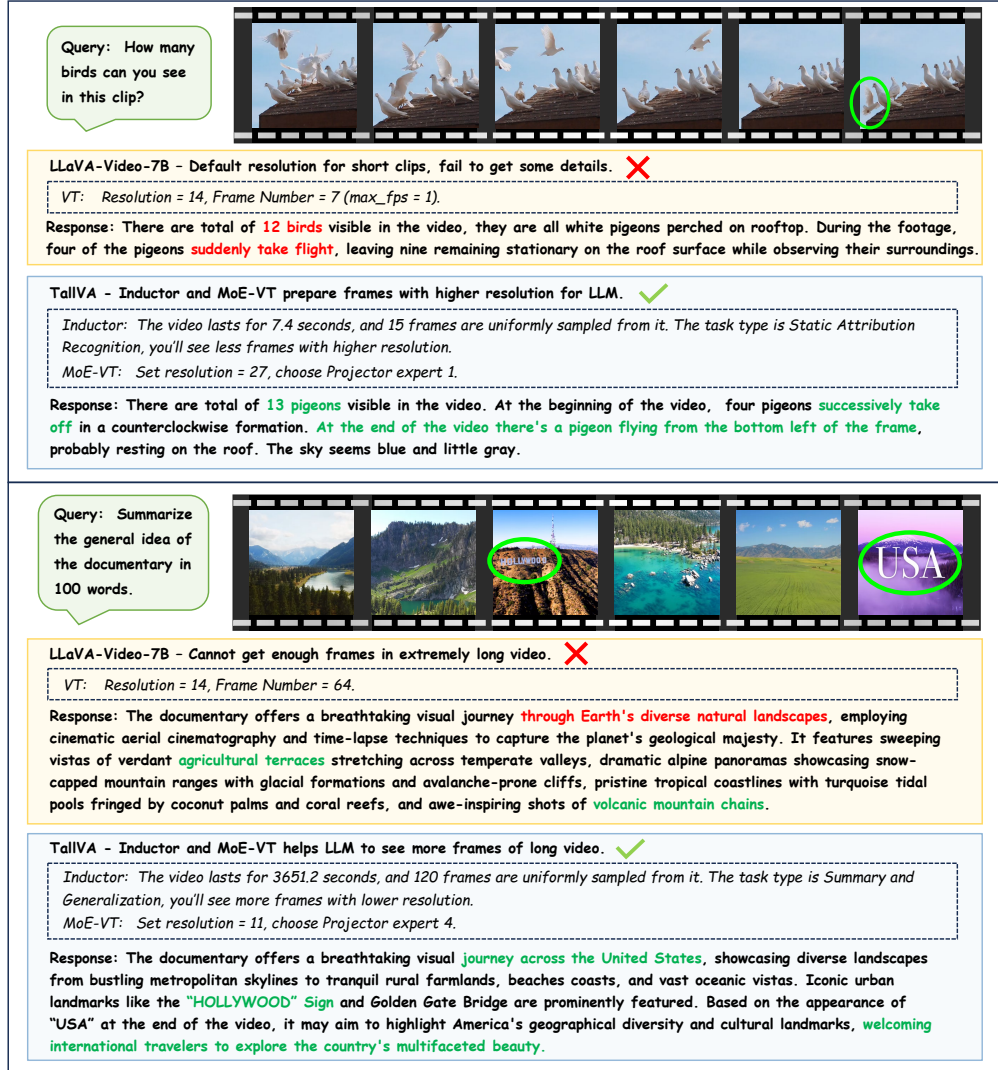 Query: How many
birds can you see
in this clip?
LLaVA-Video-7B – Default resolution for short clips, fail to get some details.
VT: Resolution = 14, Frame Number = 7 (max_fps = 1).
Response: There are total of 12 birds visible in the video, they are all white pigeons perched on rooftop. During the footage,
four of the pigeons suddenly take flight, leaving nine remaining stationary on the roof surface while observing their surroundings.
TallVA - Inductor and MoE-VT prepare frames with higher resolution for LLM.
Inductor: The video lasts for 7.4 seconds, and 15 frames are uniformly sampled from it. The task type is Static Attribution
Recognition, you'll see less frames with higher resolution.
MoE-VT: Set resolution = 27, choose Projector expert 1.
Response: There are total of 13 pigeons visible in the video. At the beginning of the video, four pigeons successively take
off in a counterclockwise formation. At the end of the video there's a pigeon flying from the bottom left of the frame,
probably resting on the roof. The sky seems blue and little gray.
Query: Summarize
the general idea of
the documentary in
100 words.
HOLLYWOOD
USA
LLaVA-Video-7B – Cannot get enough frames in extremely long video.
VT: Resolution = 14, Frame Number = 64.
Response: The documentary offers a breathtaking visual journey through Earth's diverse natural landscapes, employing
cinematic aerial cinematography and time-lapse techniques to capture the planet's geological majesty. It features sweeping
vistas of verdant agricultural terraces stretching across temperate valleys, dramatic alpine panoramas showcasing snow-
capped mountain ranges with glacial formations and avalanche-prone cliffs, pristine tropical coastlines with turquoise tidal
pools fringed by coconut palms and coral reefs, and awe-inspiring shots of volcanic mountain chains.
TallVA - Inductor and MoE-VT helps LLM to see more frames of long video.
Inductor: The video lasts for 3651.2 seconds, and 120 frames are uniformly sampled from it. The task type is Summary and
Generalization, you'll see more frames with lower resolution.
MoE-VT: Set resolution = 11, choose Projector expert 4.
Response: The documentary offers a breathtaking visual journey across the United States, showcasing diverse landscapes
from bustling metropolitan skylines to tranquil rural farmlands, beaches coasts, and vast oceanic vistas. Iconic urban
landmarks like the "HOLLYWOOD" Sign and Golden Gate Bridge are prominently featured. Based on the appearance of
"USA" at the end of the video, it may aim to highlight America's geographical diversity and cultural landmarks, welcoming
international travelers to explore the country's multifaceted beauty.